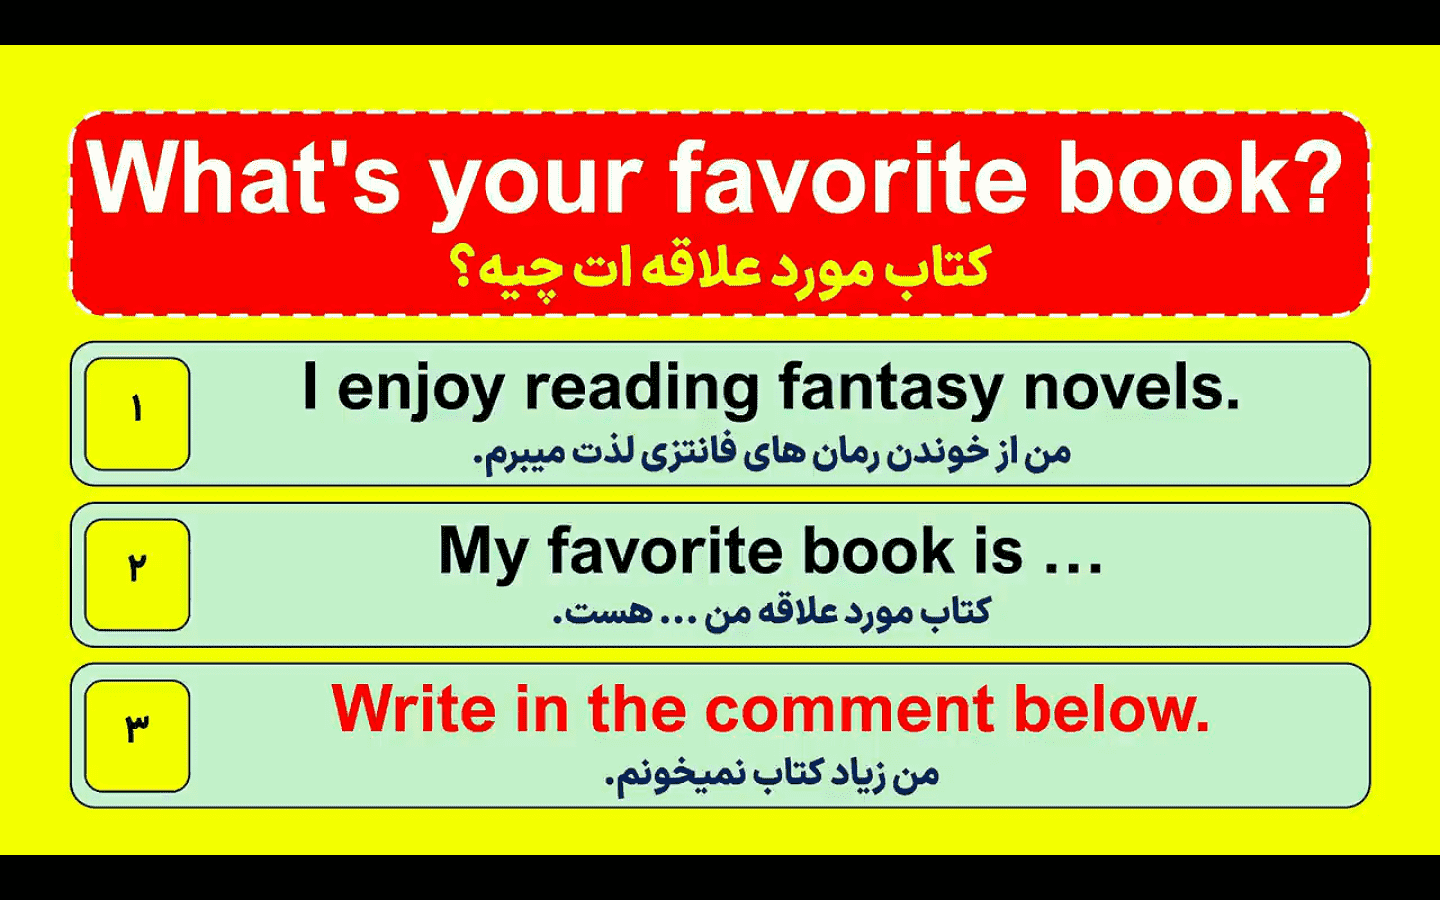 What's your favorite book?
کتاب مورد علاقه ات چیه؟
۱
I enjoy reading fantasy novels.
من از خوندن رمان های فانتزی لذت میبرم.
۲
My favorite book is ...
کتاب مورد علاقه من ... هست.
۳
Write in the comment below.
من زیاد کتاب نمیخونم.